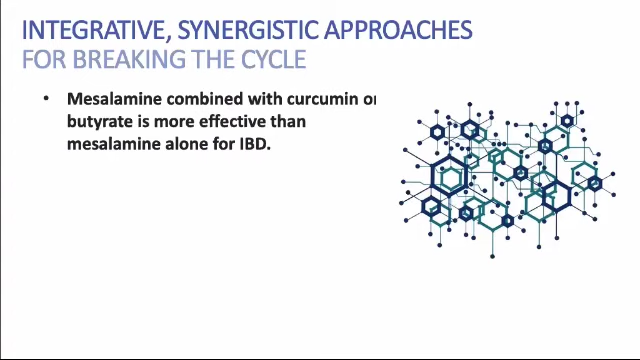 INTEGRATIVE, SYNERGISTIC APPROACHES
FOR BREAKING THE CYCLE
• Mesalamine combined with curcumin or
butyrate is more effective than
mesalamine alone for IBD.